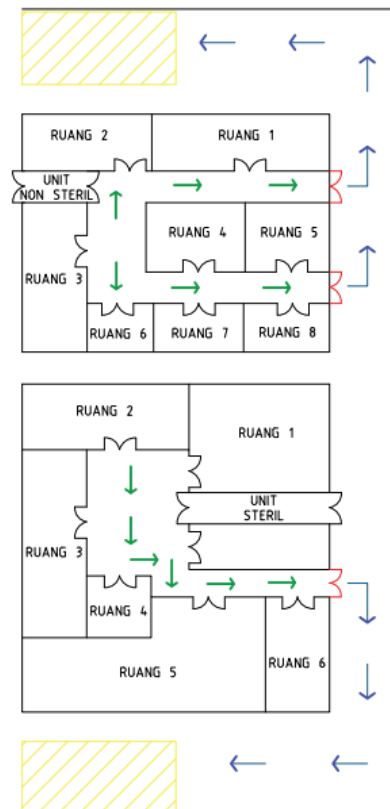 RUANG 2
RUANG 1
UNIT
NON STERIL
RUANG 4
RUANG 5
RUANG 3
RUANG 6
RUANG 7
RUANG 8
RUANG 2
RUANG 1
UNIT
STERIL
RUANG 3
RUANG 4
RUANG 6
RUANG 5